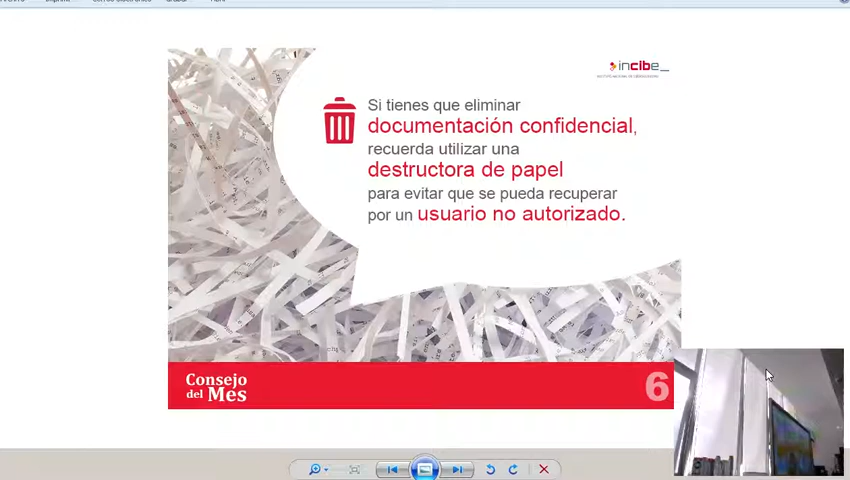 incibe_
Si tienes que eliminar
documentación confidencial,
recuerda utilizar una
destructora de papel
para evitar que se pueda recuperar
por un usuario no autorizado.
Consejo
del Mes
6